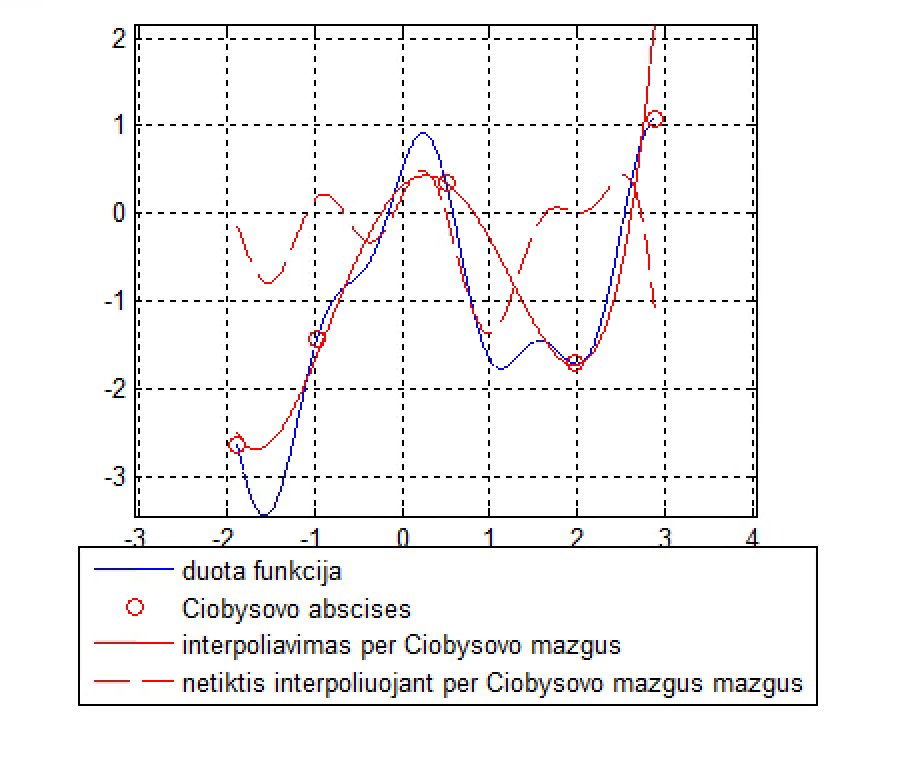 2
1
0
-1
-2
-3
-3 -2 -1 0 1 2 3 4
duota funkcija
Ciobysovo abscises
interpoliavimas per Ciobysovo mazgus
netiktis interpoliuojant per Ciobysovo mazgus mazgus